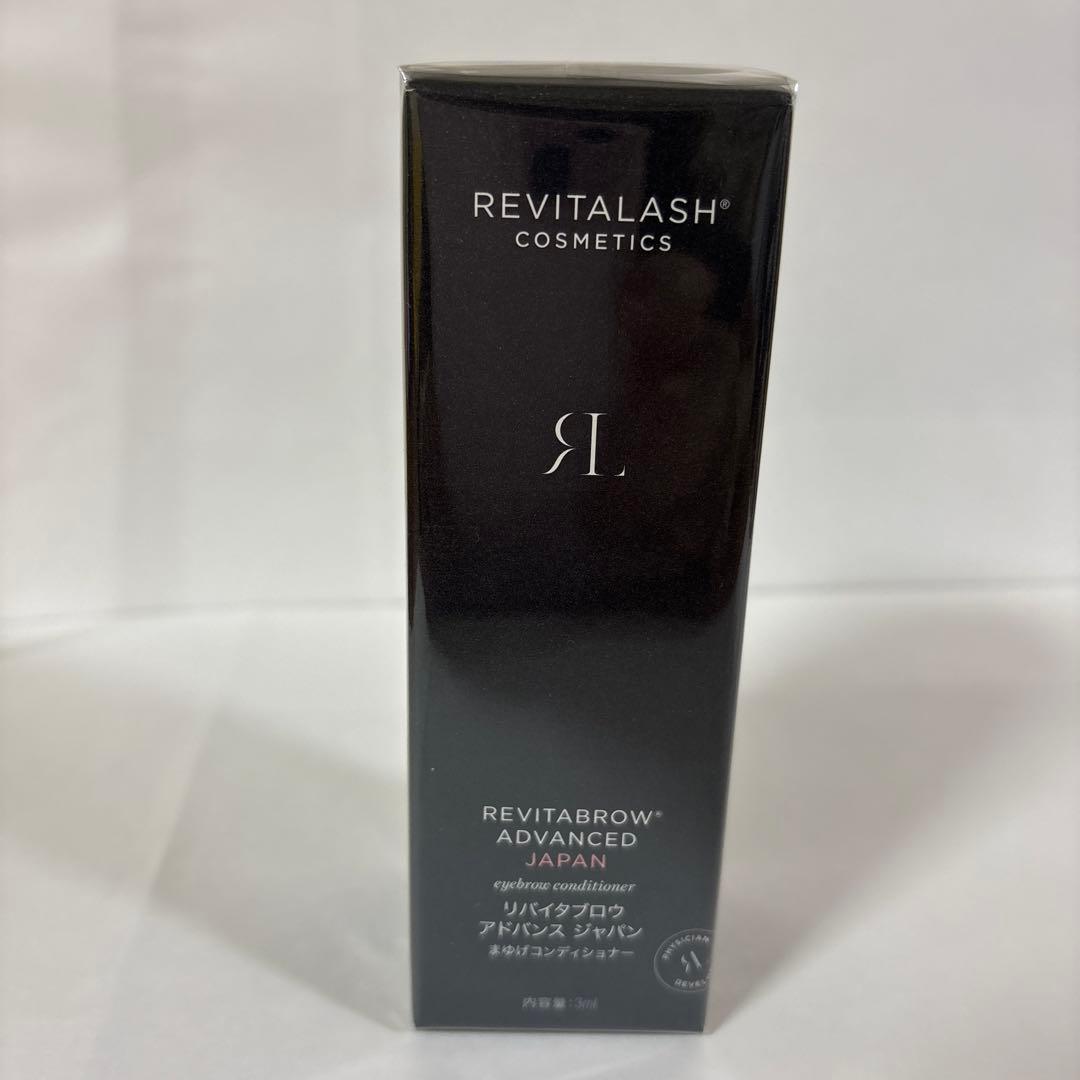 REVITALASH®
COSMETICS
RL
REVITABROW®
ADVANCED
JAPAN
eyebrow conditioner
リバイタブロウ
アドバンス ジャパン
まゆげコンディショナー
PHYSICIAN
内容量:3ml